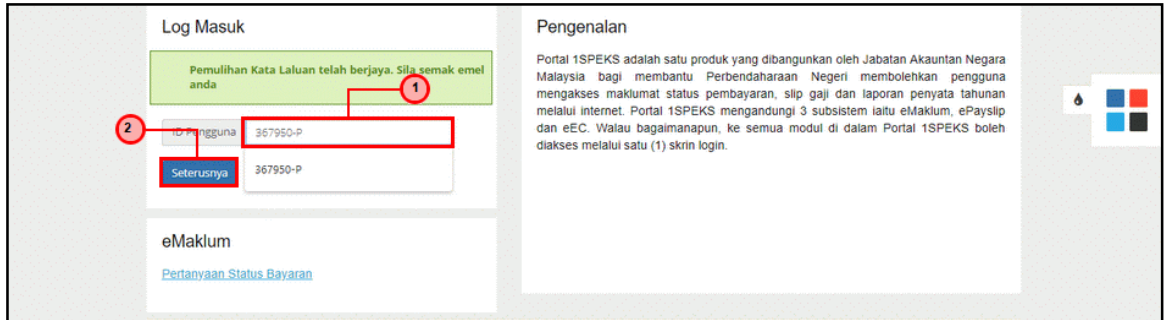 Log Masuk
Pemulihan Kata Laluan telah berjaya. Sila semak emel
anda
1
2
ID Pengguna
367950-P
367950-P
Seterusnya
eMaklum
Pertanyaan Status Bayaran
Pengenalan
Portal 1SPEKS adalah satu produk yang dibangunkan oleh Jabatan Akauntan Negara
Malaysia bagi membantu Perbendaharaan Negeri membolehkan pengguna
mengakses maklumat status pembayaran, slip gaji dan laporan penyata tahunan
melalui internet. Portal 1SPEKS mengandungi 3 subsistem iaitu eMaklum, ePayslip
dan eEC. Walau bagaimanapun, ke semua modul di dalam Portal 1SPEKS boleh
diakses melalui satu (1) skrin login.